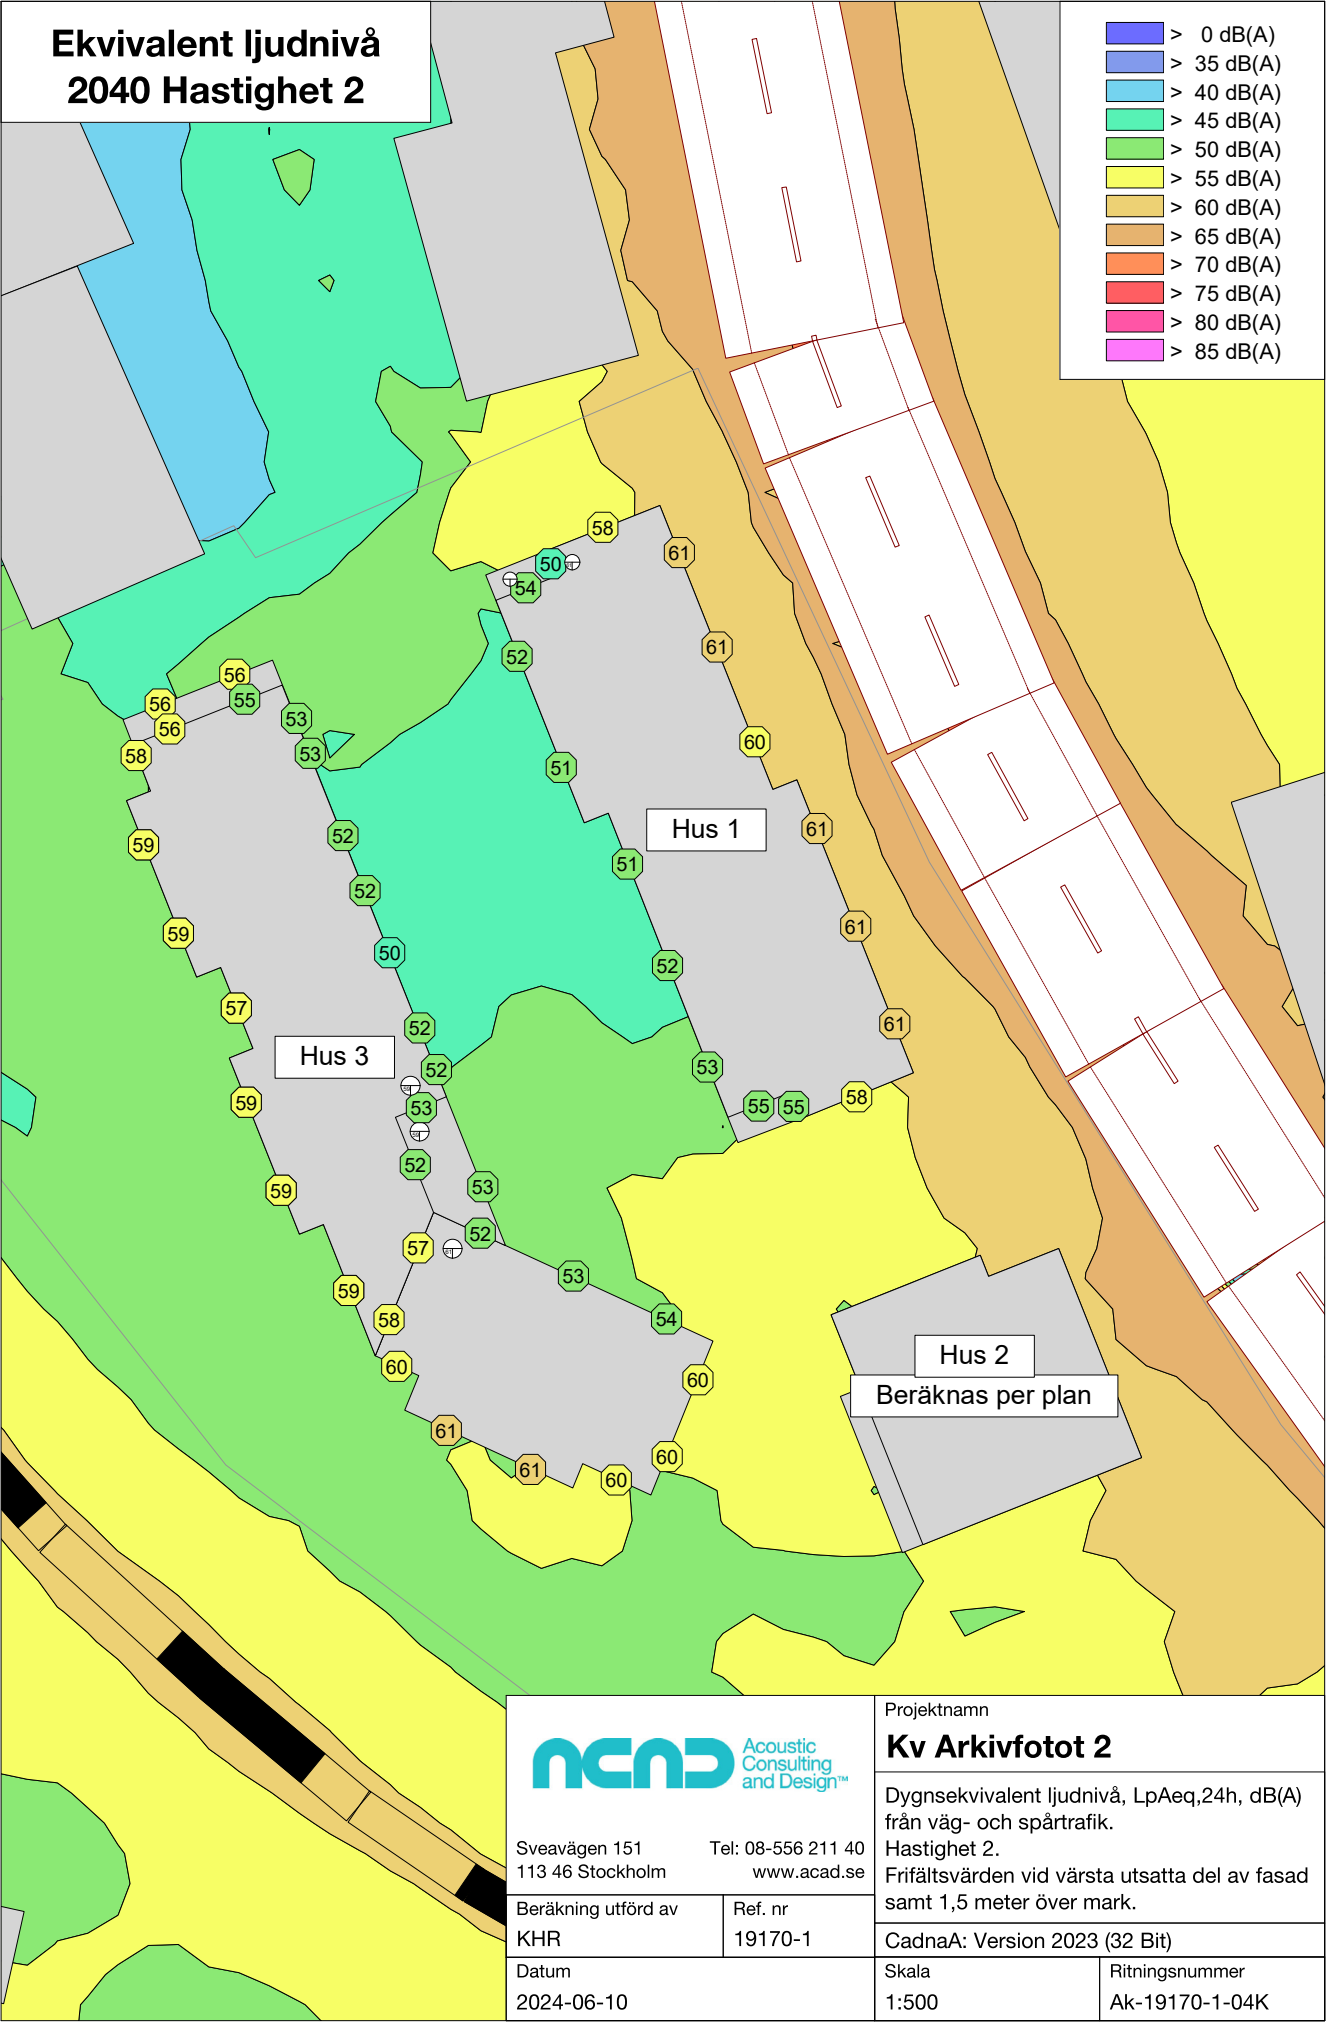 Ekvivalent ljudnivå
2040 Hastighet 2
> 0 dB(A)
> 35 dB(A)
> 40 dB(A)
> 45 dB(A)
> 50 dB(A)
> 55 dB(A)
> 60 dB(A)
> 65 dB(A)
> 70 dB(A)
> 75 dB(A)
> 80 dB(A)
> 85 dB(A)
58
61
50
54
61
52
56
56
55
53
56
58
53
60
51
Hus 1
61
52
59
51
52
61
59
50
52
57
61
52
Hus 3
53
52
59
53
55
55
58
52
53
59
52
57
53
59
58
54
Hus 2
60
60
Beräknas per plan
61
60
61
60
Acoustic
Consulting
and Design™
Sveavägen 151
113 46 Stockholm
Tel: 08-556 211 40
www.acad.se
Beräkning utförd av
KHR
Ref. nr
19170-1
Datum
2024-06-10
Projektnamn
Kv Arkivfotot 2
Dygnsekvivalent ljudnivå, LpAeq,24h, dB(A)
från väg- och spårtrafik.
Hastighet 2.
Frifältsvärden vid värsta utsatta del av fasad
samt 1,5 meter över mark.
CadnaA: Version 2023 (32 Bit)
Skala
1:500
Ritningsnummer
Ak-19170-1-04K